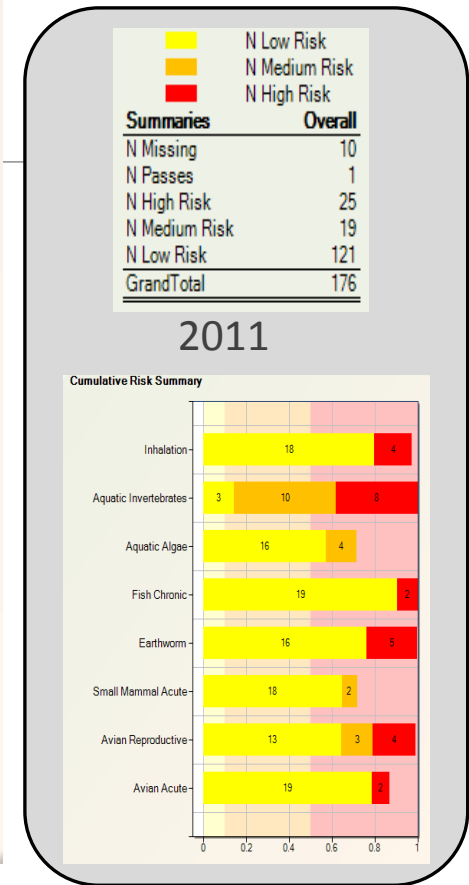 N Low Risk
N Medium Risk
N High Risk
Summaries Overall
N Missing 10
N Passes 1
N High Risk 25
N Medium Risk 19
N Low Risk 121
GrandTotal 176
2011
Cumulative Risk Summary
Inhalation 18 4
Aquatic Invertebrates 3 10 8
Aquatic Algae 16 4
Fish Chronic 19 2
Earthworm 16 5
Small Mammal Acute 18 2
Avian Reproductive 13 3 4
Avian Acute 19 2
0 0.2 0.4 0.6 0.8 1